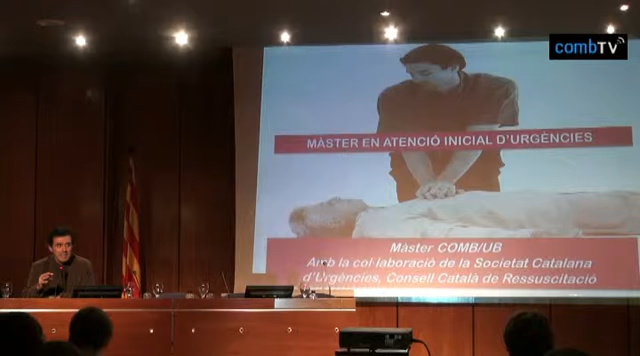 combTV
MÀSTER EN ATENCIÓ INICIAL D'URGÈNCIES
Màster COMB/UB
Amb la col·laboració de la Societat Catalana
d'Urgències, Consell Català de Ressuscitació